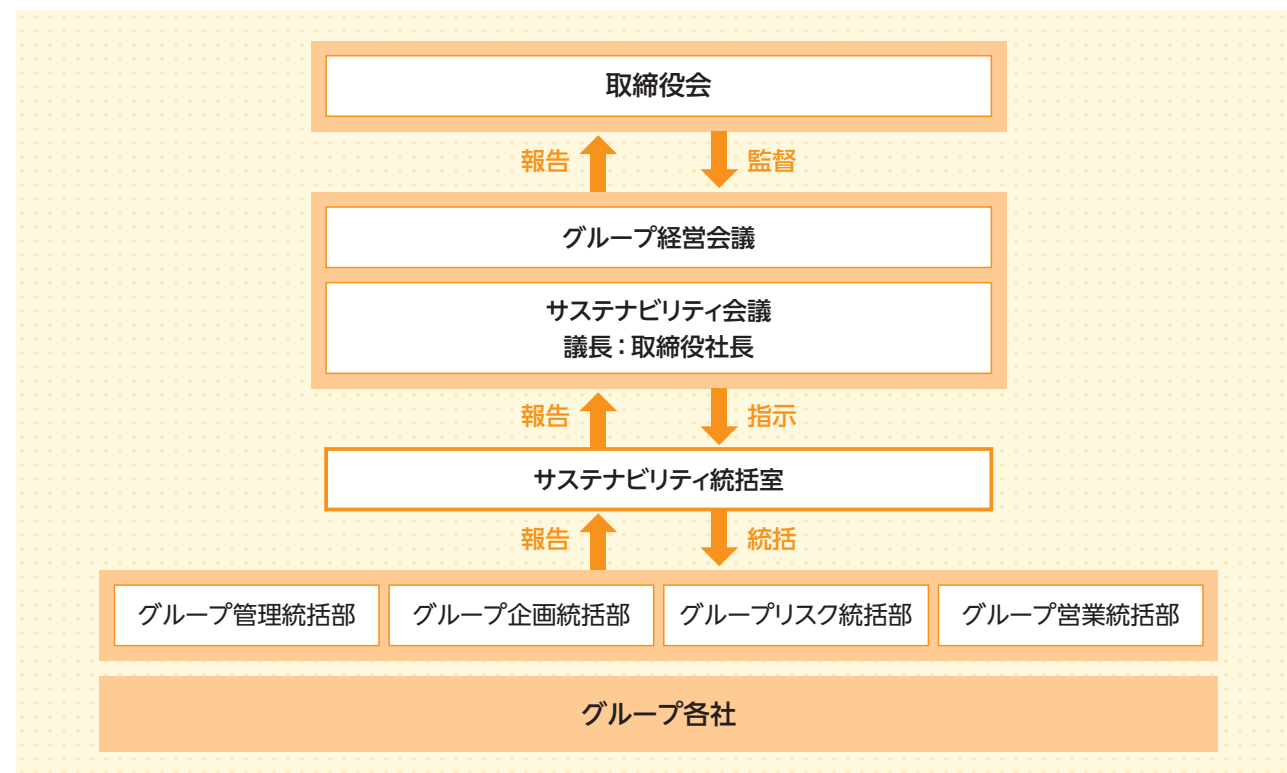 取締役会
報告
監督
グループ経営会議
サステナビリティ会議
議長：取締役社長
報告
指示
サステナビリティ統括室
報告
統括
グループ管理統括部
グループ企画統括部
グループリスク統括部
グループ営業統括部
グループ各社